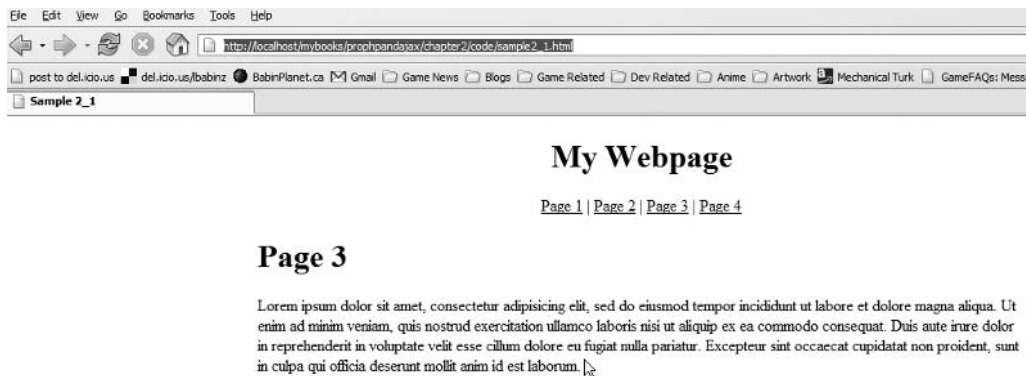 File Edit View Go Bookmarks Tools Help
http://localhost/mybooks/prophpandajax/chapter2/code/sample2_1.html
post to del.icio.us del.icio.us/babinz BabinPlanet.ca Gmail Game News Blogs Game Related Dev Related Anime Artwork Mechanical Turk GameFAQs: Mess
Sample 2_1
My Webpage
Page 1 | Page 2 | Page 3 | Page 4
Page 3
Lorem ipsum dolor sit amet, consectetur adipisicing elit, sed do eiusmod tempor incididunt ut labore et dolore magna aliqua. Ut
enim ad minim veniam, quis nostrud exercitation ullamco laboris nisi ut aliquip ex ea commodo consequat. Duis aute irure dolor
in reprehenderit in voluptate velit esse cillum dolore eu fugiat nulla pariatur. Excepteur sint occaecat cupidatat non proident, sunt
in culpa qui officia deserunt mollit anim id est laborum.